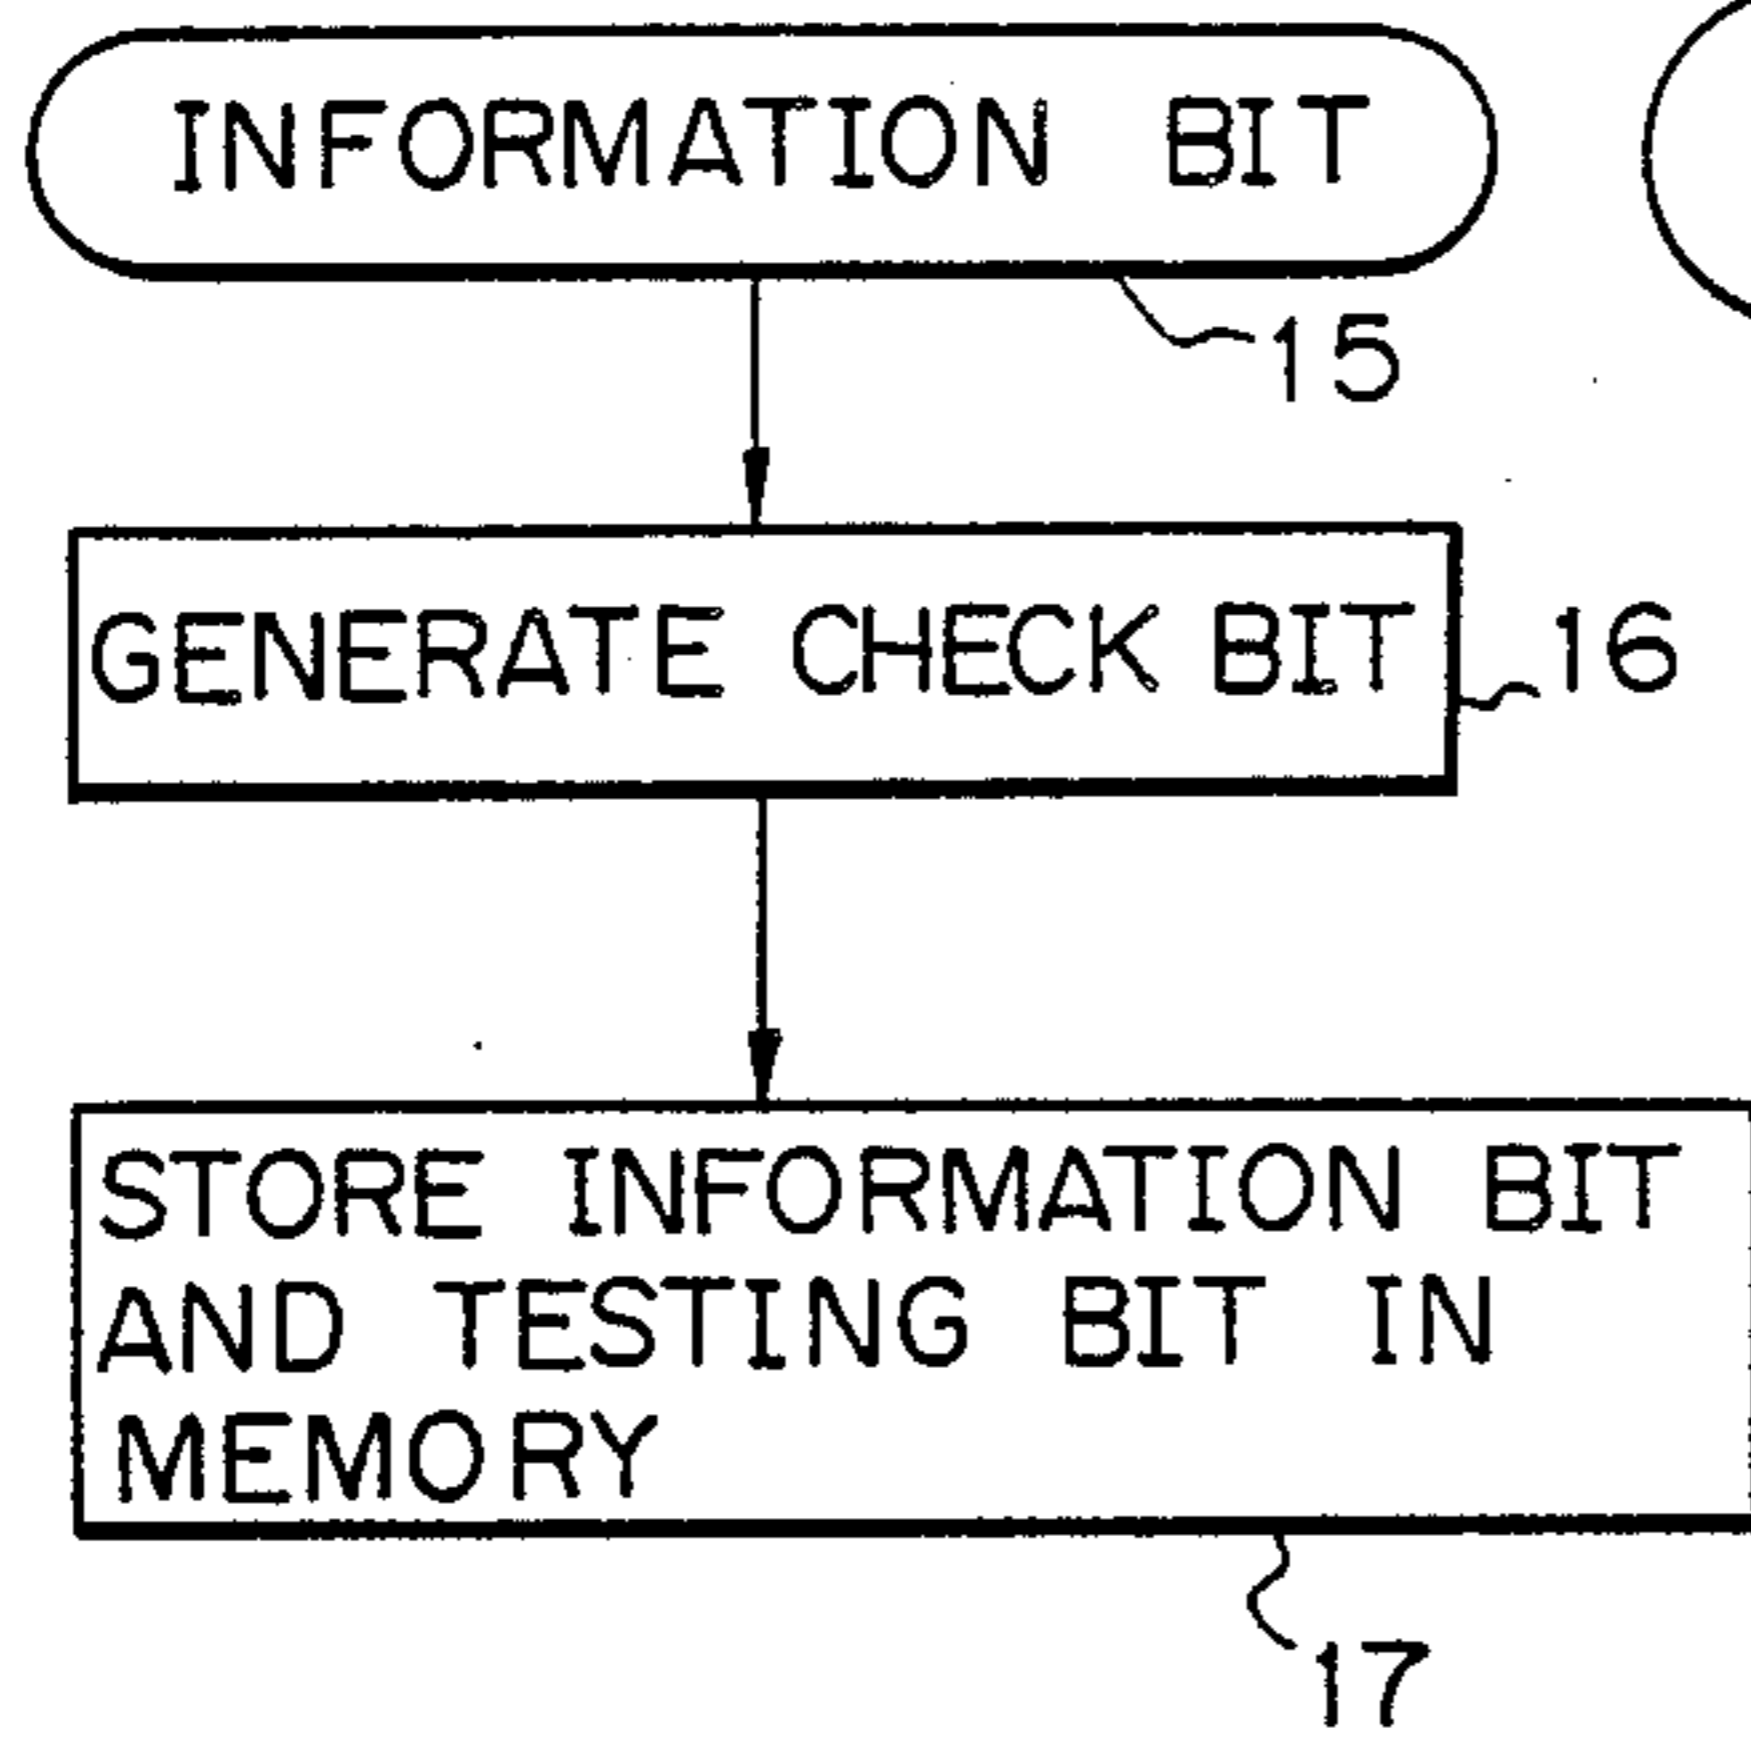 INFORMATION BIT
15
GENERATE CHECK BIT
16
STORE INFORMATION BIT
AND TESTING BIT IN
MEMORY
17